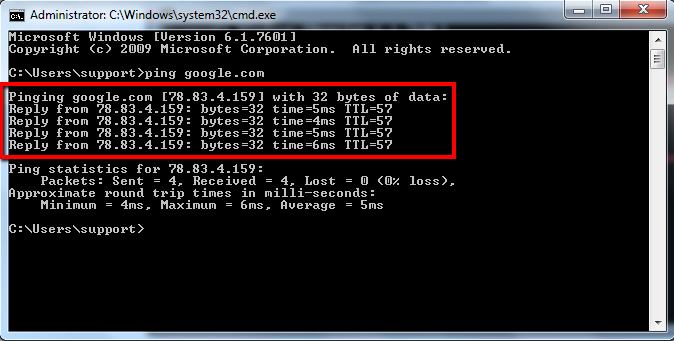 Administrator: C:\Windows\system32\cmd.exe
Microsoft Windows [Version 6.1.7601]
Copyright (c) 2009 Microsoft Corporation.  All rights reserved.
C:\Users\support>ping google.com
Pinging google.com [78.83.4.159] with 32 bytes of data:
Reply from 78.83.4.159: bytes=32 time=5ms TTL=57
Reply from 78.83.4.159: bytes=32 time=4ms TTL=57
Reply from 78.83.4.159: bytes=32 time=5ms TTL=57
Reply from 78.83.4.159: bytes=32 time=6ms TTL=57
Ping statistics for 78.83.4.159:
    Packets: Sent = 4, Received = 4, Lost = 0 (0% loss),
Approximate round trip times in milli-seconds:
    Minimum = 4ms, Maximum = 6ms, Average = 5ms
C:\Users\support>